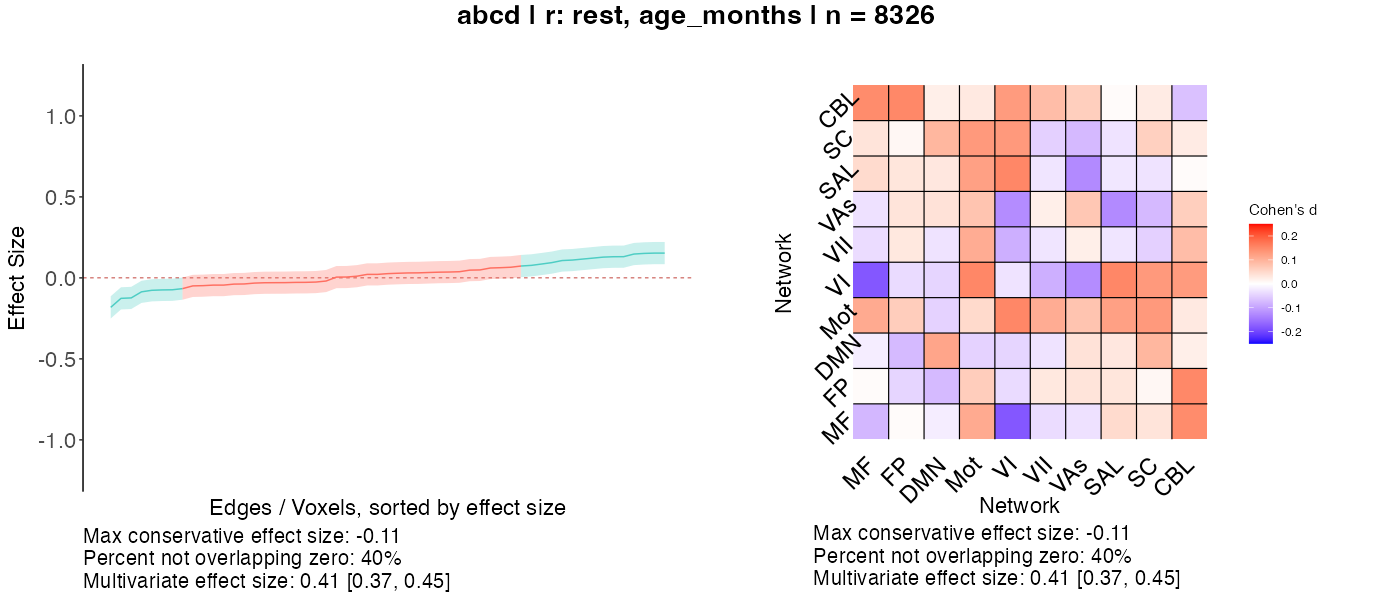 abcd | r: rest, age_months | n = 8326
Effect Size
1.0
0.5
0.0
-0.5
-1.0
Edges / Voxels, sorted by effect size
Max conservative effect size: -0.11
Percent not overlapping zero: 40%
Multivariate effect size: 0.41 [0.37, 0.45]
Network
CBL
SC
SAL
VAs
VII
VI
Mot
DMN
FP
MF
MF
FP
DMN
Mot
VI
VII
VAs
SAL
SC
CBL
Network
Max conservative effect size: -0.11
Percent not overlapping zero: 40%
Multivariate effect size: 0.41 [0.37, 0.45]
Cohen's d
0.2
0.1
0.0
-0.1
-0.2